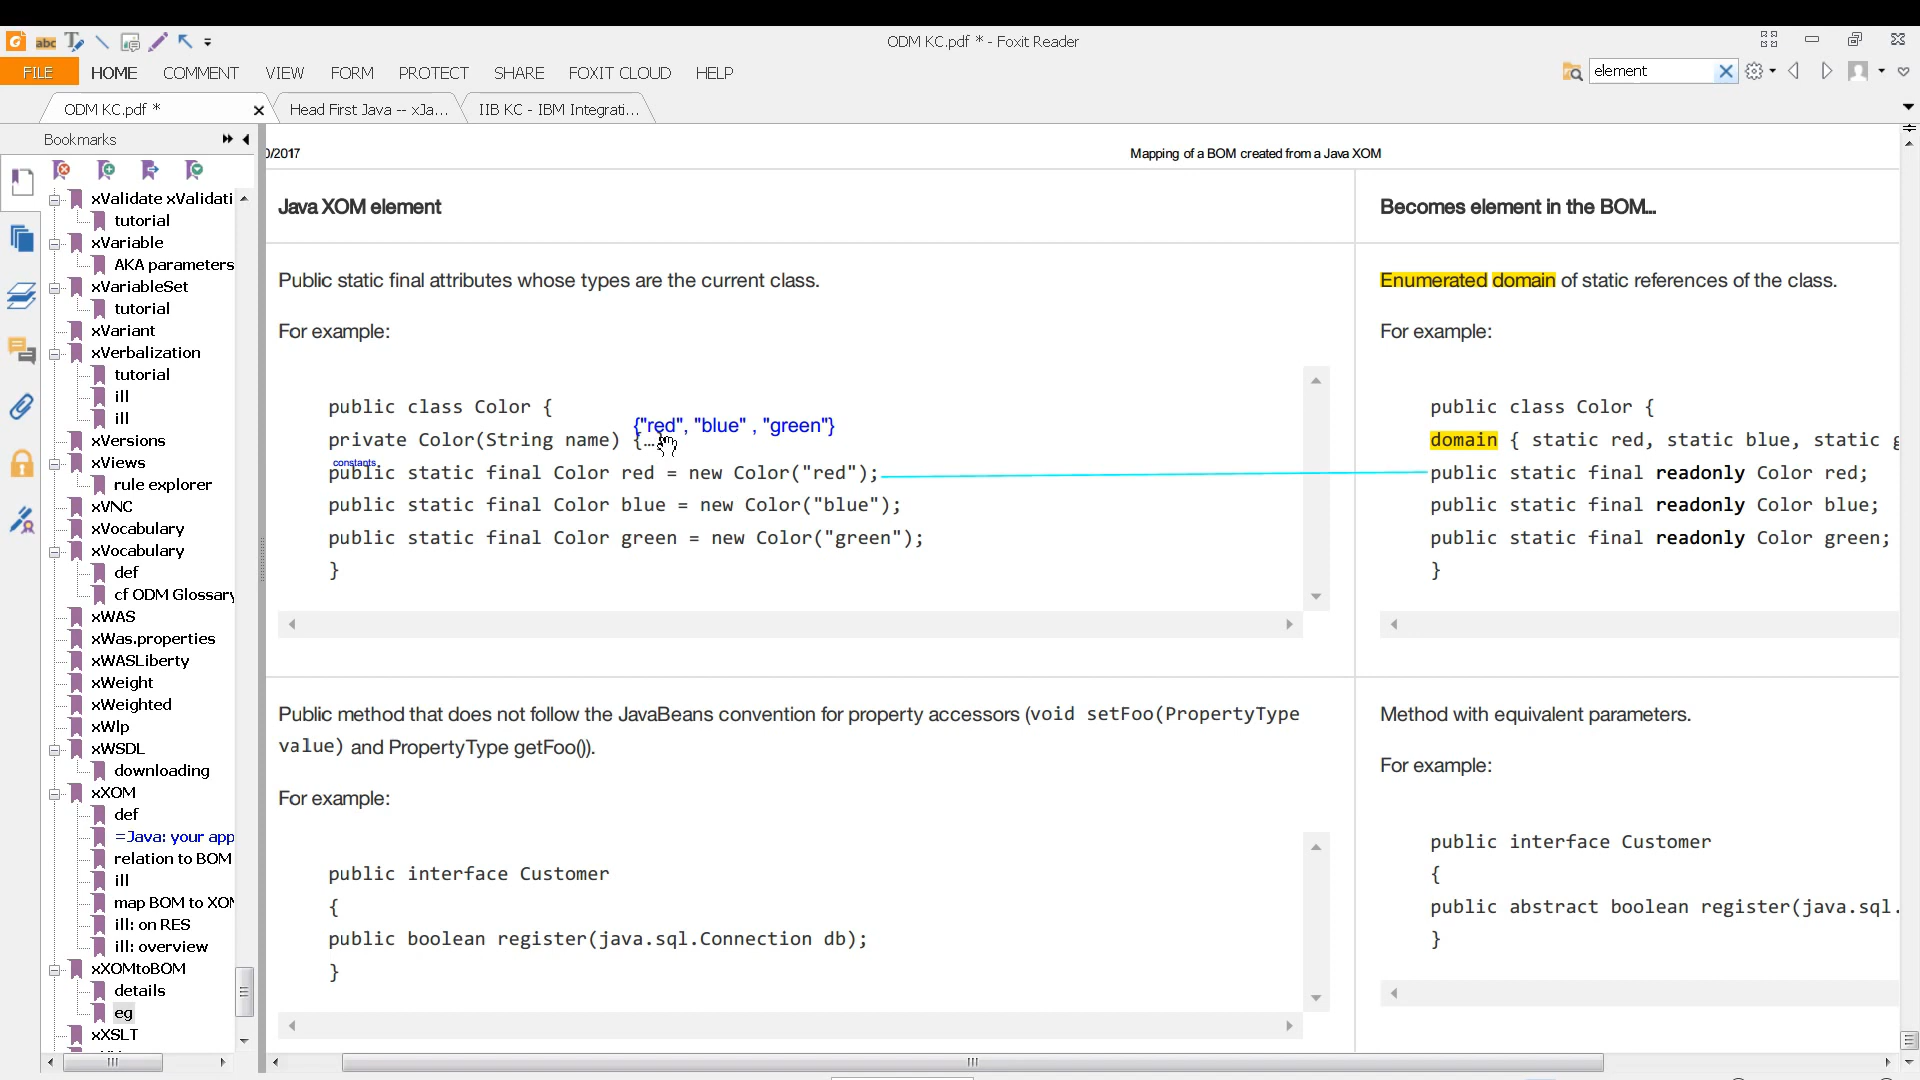 abc
ODM KC.pdf * - Foxit Reader
FILE
HOME
COMMENT
VIEW
FORM
PROTECT
SHARE
FOXIT CLOUD
HELP
element
ODM KC.pdf *
Head First Java -- xJa...
IIB KC - IBM Integrati...
Bookmarks
xValidate xValidati
tutorial
xVariable
AKA parameters
xVariableSet
tutorial
xVariant
xVerbalization
tutorial
ill
ill
xVersions
xViews
rule explorer
xVNC
xVocabulary
xVocabulary
def
cf ODM Glossary
xWAS
xWas.properties
xWASLiberty
xWeight
xWeighted
xWlp
xWSDL
downloading
xXOM
def
=Java: your app
relation to BOM
ill
map BOM to XOM
ill: on RES
ill: overview
xXOMtoBOM
details
eg
xXSLT
0/2017
Mapping of a BOM created from a Java XOM
Java XOM element
Public static final attributes whose types are the current class.
For example:
public class Color {
{"red", "blue" , "green"}
private Color(String name) {…
constants
public static final Color red = new Color("red");
public static final Color blue = new Color("blue");
public static final Color green = new Color("green");
}
Public method that does not follow the JavaBeans convention for property accessors (void setFoo(PropertyType
value) and PropertyType getFoo()).
For example:
public interface Customer
{
public boolean register(java.sql.Connection db);
}
Becomes element in the BOM...
Enumerated domain of static references of the class.
For example:
public class Color {
domain { static red, static blue, static g
public static final readonly Color red;
public static final readonly Color blue;
public static final readonly Color green;
}
Method with equivalent parameters.
For example:
public interface Customer
{
public abstract boolean register(java.sql.
}